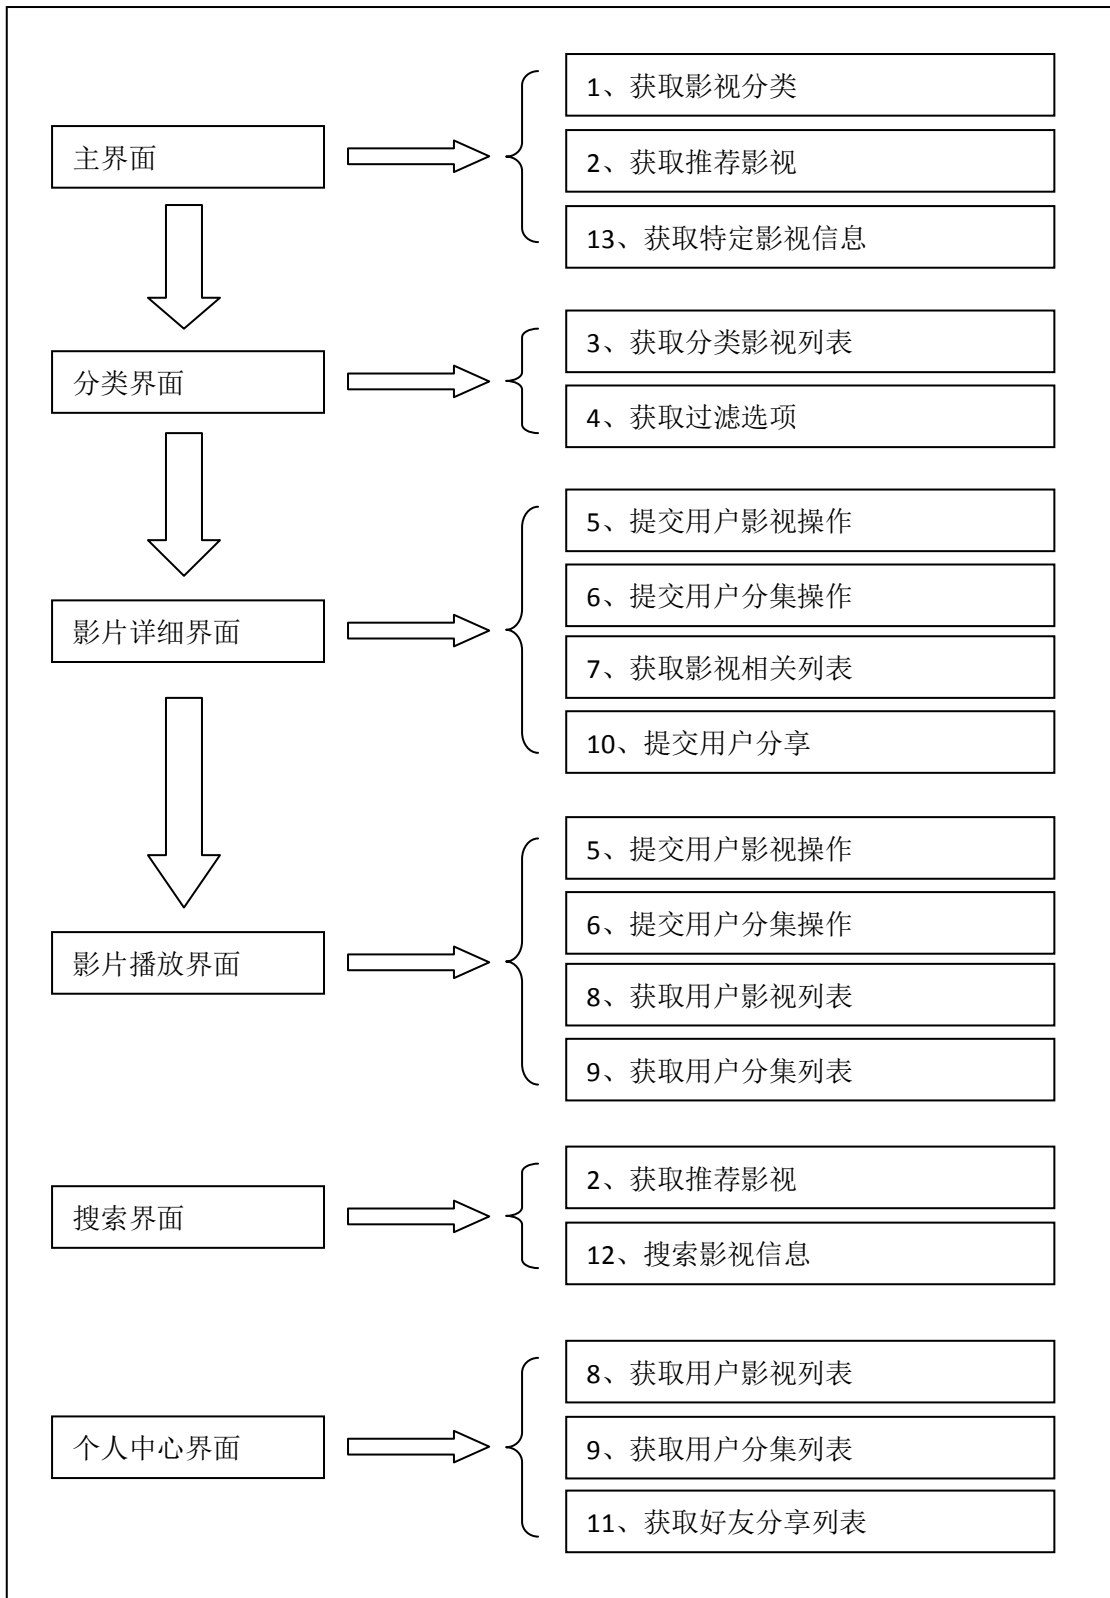 主界面
1、获取影视分类
2、获取推荐影视
13、获取特定影视信息
分类界面
3、获取分类影视列表
4、获取过滤选项
影片详细界面
5、提交用户影视操作
6、提交用户分集操作
7、获取影视相关列表
10、提交用户分享
影片播放界面
5、提交用户影视操作
6、提交用户分集操作
8、获取用户影视列表
9、获取用户分集列表
搜索界面
2、获取推荐影视
12、搜索影视信息
个人中心界面
8、获取用户影视列表
9、获取用户分集列表
11、获取好友分享列表